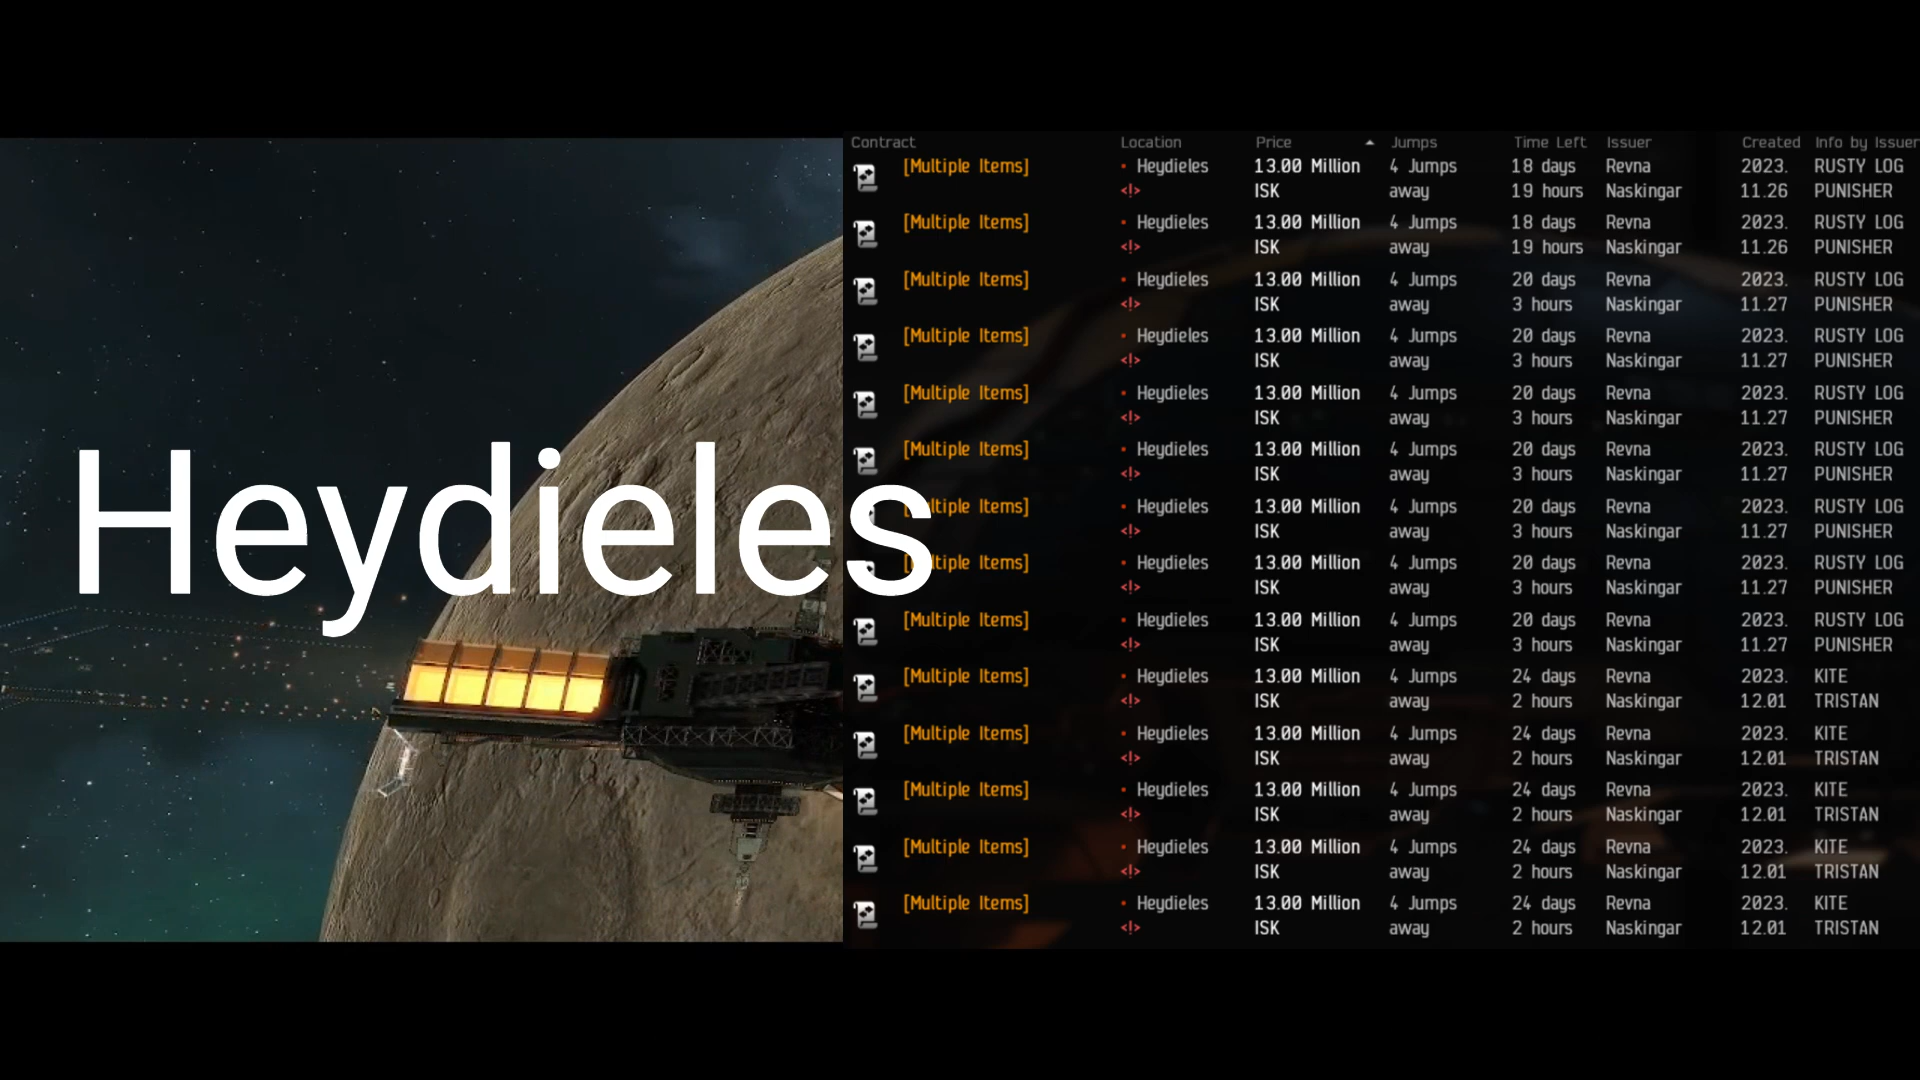 Heydieles
Contract Location Price Jumps Time Left Issuer Created Info by Issuer
[Multiple Items] Heydieles 13.00 Million 4 Jumps 18 days Revna 2023. RUSTY LOG
<!> ISK away 19 hours Naskingar 11.26 PUNISHER
[Multiple Items] Heydieles 13.00 Million 4 Jumps 18 days Revna 2023. RUSTY LOG
<!> ISK away 19 hours Naskingar 11.26 PUNISHER
[Multiple Items] Heydieles 13.00 Million 4 Jumps 20 days Revna 2023. RUSTY LOG
<!> ISK away 3 hours Naskingar 11.27 PUNISHER
[Multiple Items] Heydieles 13.00 Million 4 Jumps 20 days Revna 2023. RUSTY LOG
<!> ISK away 3 hours Naskingar 11.27 PUNISHER
[Multiple Items] Heydieles 13.00 Million 4 Jumps 20 days Revna 2023. RUSTY LOG
<!> ISK away 3 hours Naskingar 11.27 PUNISHER
[Multiple Items] Heydieles 13.00 Million 4 Jumps 20 days Revna 2023. RUSTY LOG
<!> ISK away 3 hours Naskingar 11.27 PUNISHER
Items] Heydieles 13.00 Million 4 Jumps 20 days Revna 2023. RUSTY LOG
<!> ISK away 3 hours Naskingar 11.27 PUNISHER
Items] Heydieles 13.00 Million 4 Jumps 20 days Revna 2023. RUSTY LOG
<!> ISK away 3 hours Naskingar 11.27 PUNISHER
[Multiple Items] Heydieles 13.00 Million 4 Jumps 20 days Revna 2023. RUSTY LOG
<!> ISK away 3 hours Naskingar 11.27 PUNISHER
[Multiple Items] Heydieles 13.00 Million 4 Jumps 24 days Revna 2023. KITE
<!> ISK away 2 hours Naskingar 12.01 TRISTAN
[Multiple Items] Heydieles 13.00 Million 4 Jumps 24 days Revna 2023. KITE
<!> ISK away 2 hours Naskingar 12.01 TRISTAN
[Multiple Items] Heydieles 13.00 Million 4 Jumps 24 days Revna 2023. KITE
<!> ISK away 2 hours Naskingar 12.01 TRISTAN
[Multiple Items] Heydieles 13.00 Million 4 Jumps 24 days Revna 2023. KITE
<!> ISK away 2 hours Naskingar 12.01 TRISTAN
[Multiple Items] Heydieles 13.00 Million 4 Jumps 24 days Revna 2023. KITE
<!> ISK away 2 hours Naskingar 12.01 TRISTAN